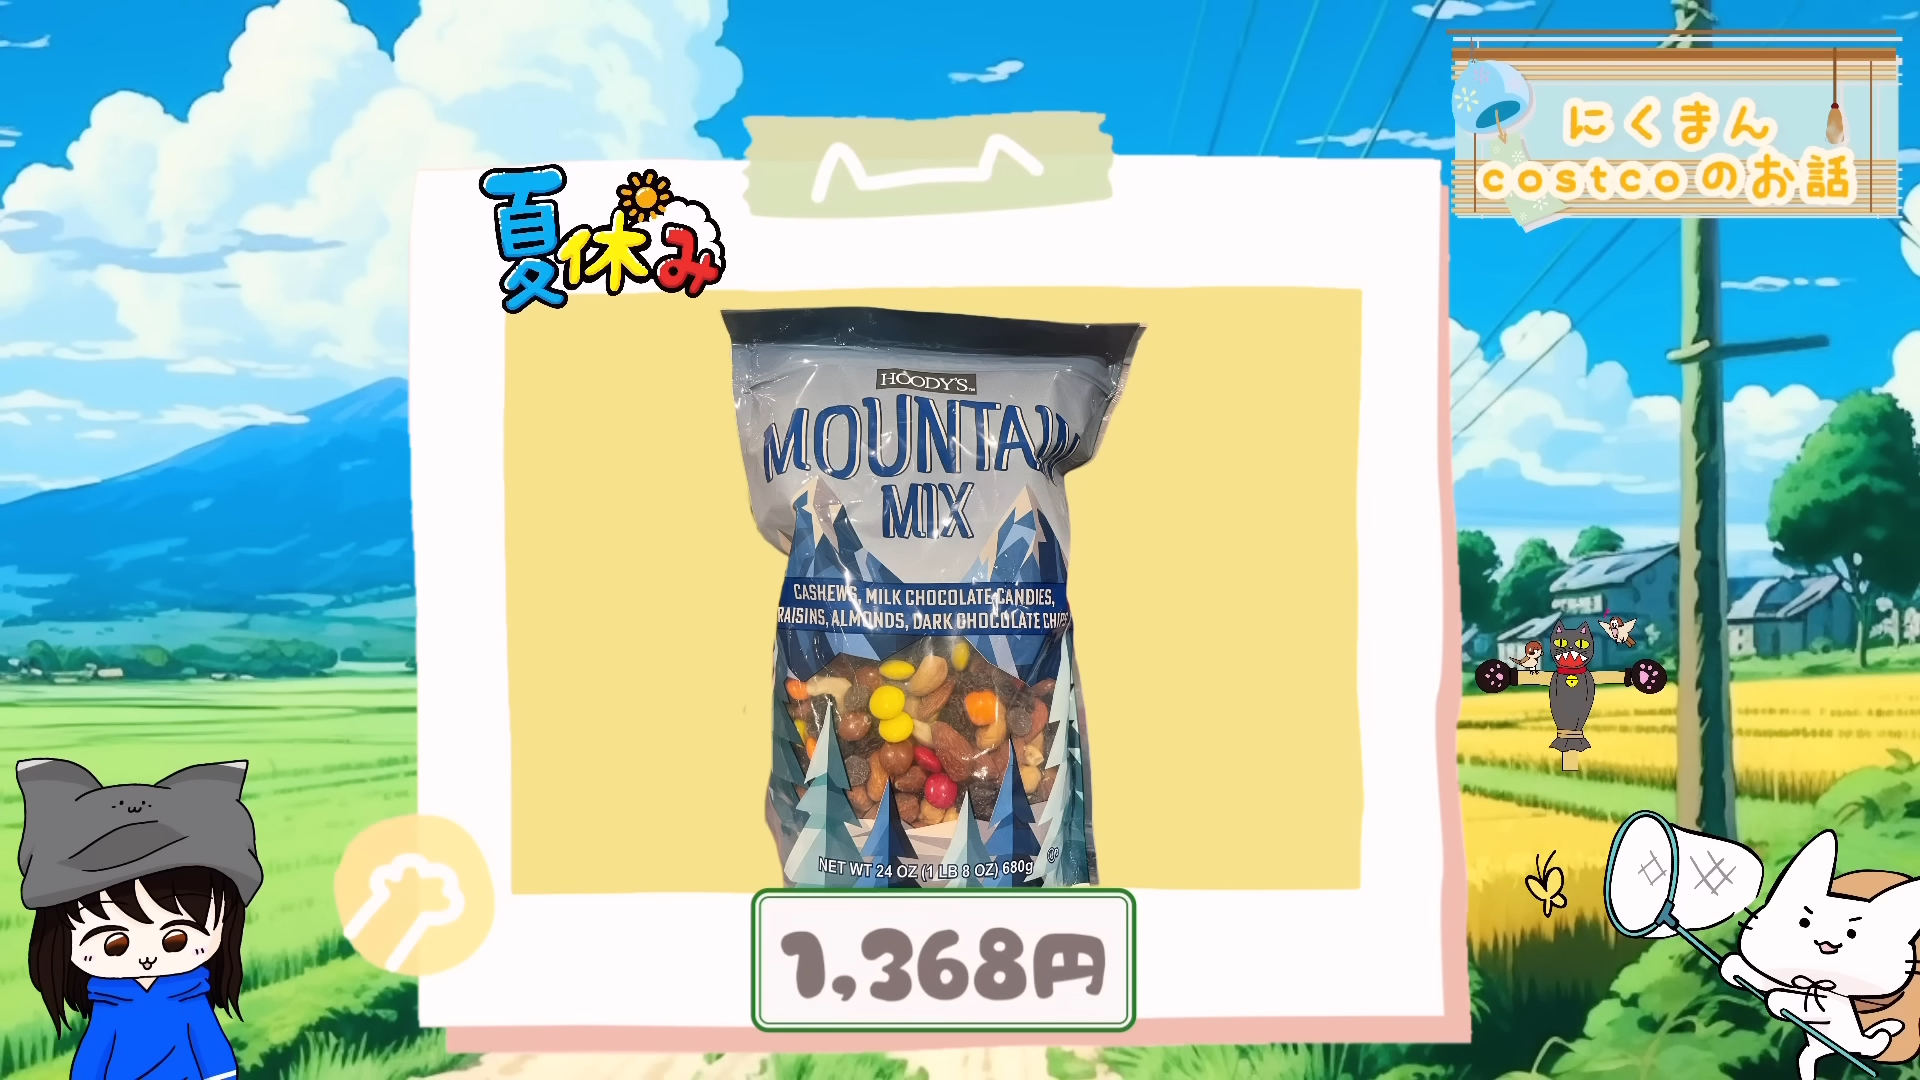 にくまん
costcoのお話
夏休み
HOODY'S™
MOUNTAIN
MIX
CASHEWS, MILK CHOCOLATE CANDIES,
RAISINS, ALMONDS, DARK CHOCOLATE CHIPS
NET WT 24 OZ (1 LB 8 OZ) 680g
1,368円